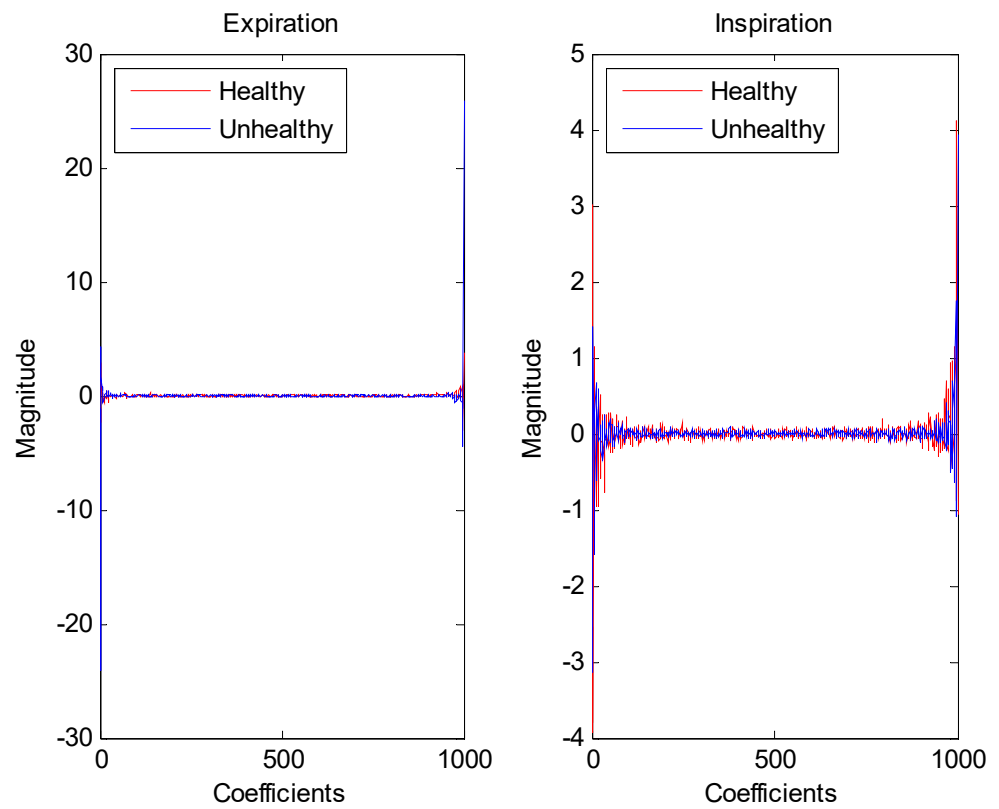 Expiration
30
20
10
0
-10
-20
-30
Magnitude
Healthy
Unhealthy
0
500
1000
Coefficients
Inspiration
5
4
3
2
1
0
-1
-2
-3
-4
Magnitude
Healthy
Unhealthy
0
500
1000
Coefficients